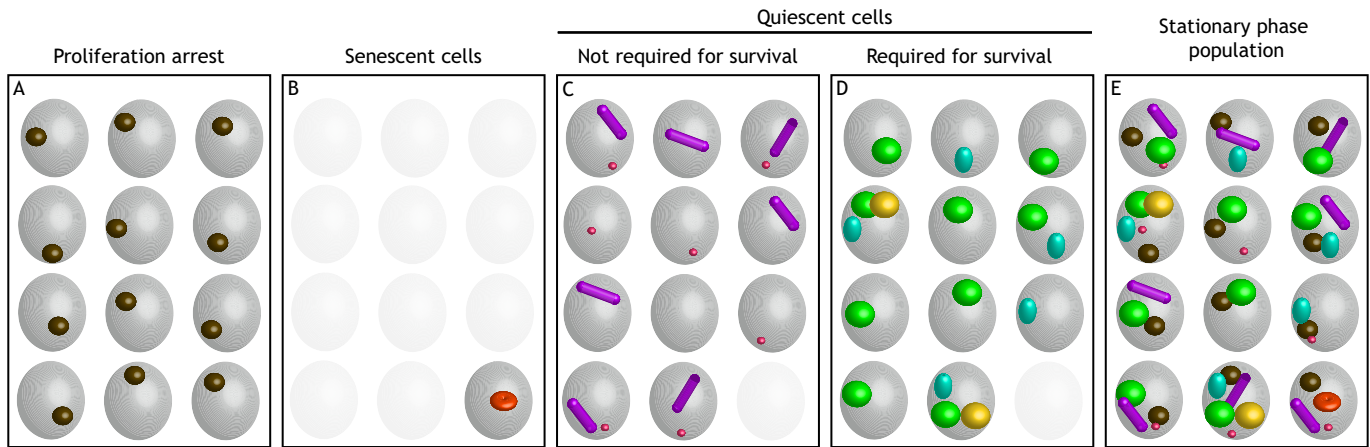 Quiescent cells
Proliferation arrest
Senescent cells
Not required for survival
Required for survival
Stationary phase
population
A
B
C
D
E